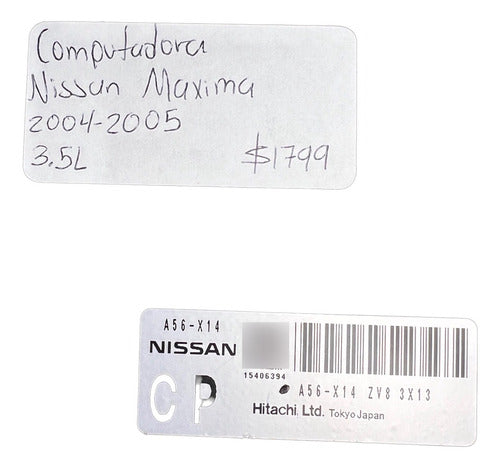 Computadora
Nissan Maxima
2004-2005
3.5L $1799
A56-X14
NISSAN
15406394
A56-X14 ZV8 3X13
CP
Hitachi, Ltd. Tokyo Japan